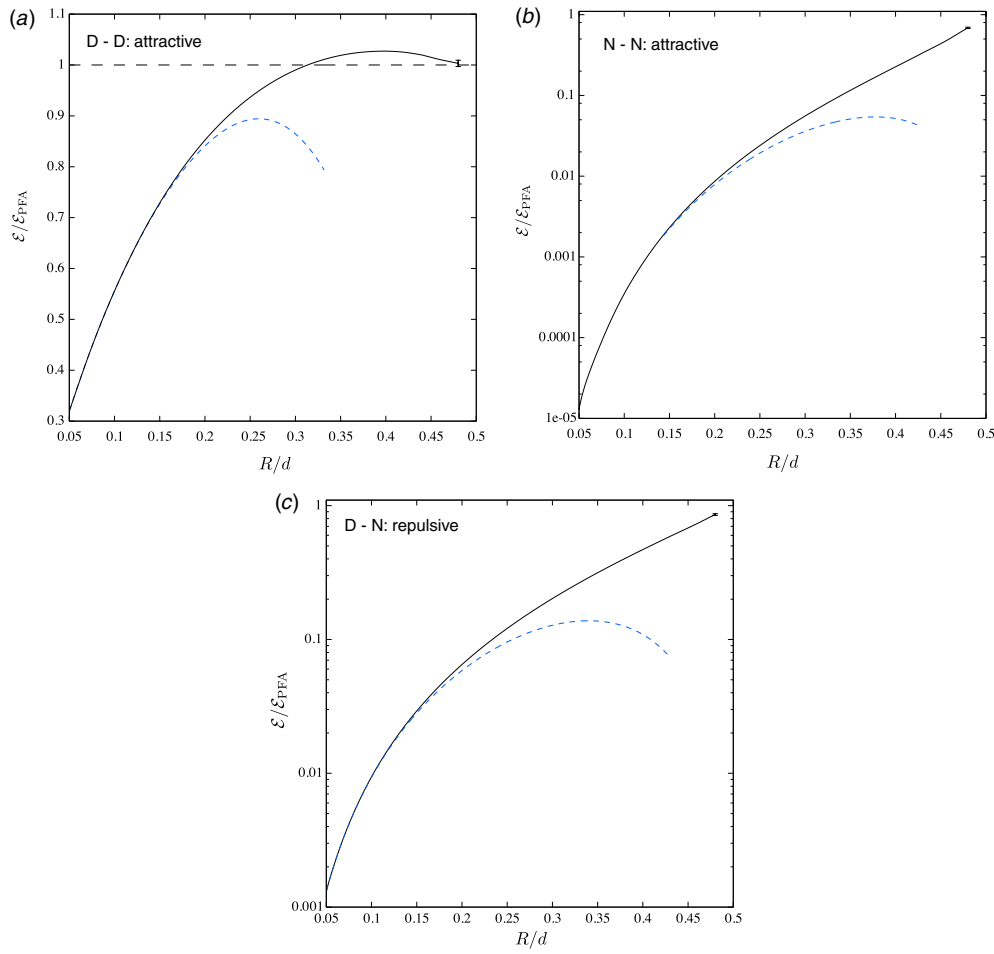 (a)
D - D: attractive
1.1
1
0.9
0.8
0.7
0.6
0.5
0.4
0.3
ℰ/ℰPFA
0.05 0.1 0.15 0.2 0.25 0.3 0.35 0.4 0.45 0.5
R/d
(b)
N - N: attractive
1
0.1
0.01
0.001
0.0001
1e-05
ℰ/ℰPFA
0.05 0.1 0.15 0.2 0.25 0.3 0.35 0.4 0.45 0.5
R/d
(c)
D - N: repulsive
1
0.1
0.01
0.001
ℰ/ℰPFA
0.05 0.1 0.15 0.2 0.25 0.3 0.35 0.4 0.45 0.5
R/d